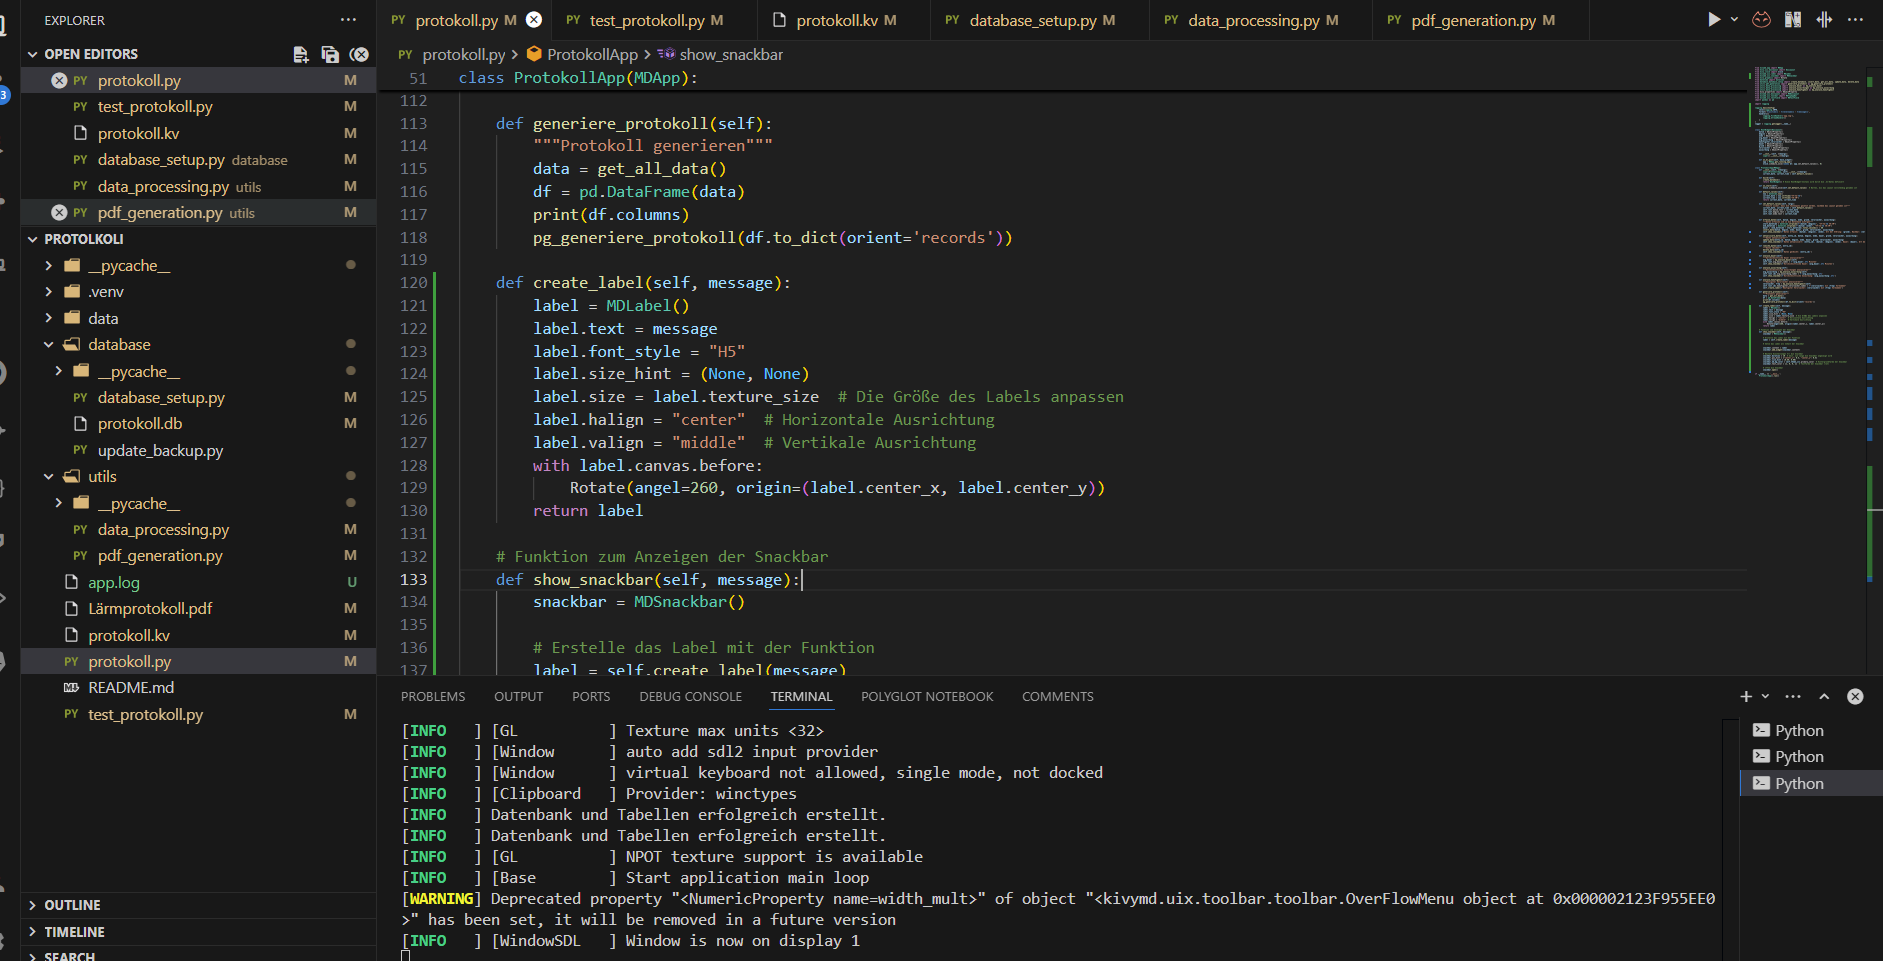 EXPLORER
OPEN EDITORS
PY protokoll.py M
PY test_protokoll.py M
protokoll.kv M
PY database_setup.py database M
PY data_processing.py utils M
PY pdf_generation.py utils M
PROTOLKOLI
__pycache__
.venv
data
database
__pycache__
PY database_setup.py M
protokoll.db M
PY update_backup.py
utils
__pycache__
PY data_processing.py M
PY pdf_generation.py M
app.log U
Lärmprotokoll.pdf M
protokoll.kv M
PY protokoll.py M
README.md
PY test_protokoll.py M
OUTLINE
TIMELINE
SEARCH
3
PY protokoll.py M PY test_protokoll.py M protokoll.kv M PY database_setup.py M PY data_processing.py M PY pdf_generation.py M
PY protokoll.py > ProtokollApp > show_snackbar
51 class ProtokollApp(MDApp):
112
113 def generiere_protokoll(self):
114 """Protokoll generieren"""
115 data = get_all_data()
116 df = pd.DataFrame(data)
117 print(df.columns)
118 pg_generiere_protokoll(df.to_dict(orient='records'))
119
120 def create_label(self, message):
121 label = MDLabel()
122 label.text = message
123 label.font_style = "H5"
124 label.size_hint = (None, None)
125 label.size = label.texture_size # Die Größe des Labels anpassen
126 label.halign = "center" # Horizontale Ausrichtung
127 label.valign = "middle" # Vertikale Ausrichtung
128 with label.canvas.before:
129 Rotate(angel=260, origin=(label.center_x, label.center_y))
130 return label
131
132 # Funktion zum Anzeigen der Snackbar
133 def show_snackbar(self, message):
134 snackbar = MDSnackbar()
135
136 # Erstelle das Label mit der Funktion
137 label = self.create_label(message)
PROBLEMS OUTPUT PORTS DEBUG CONSOLE TERMINAL POLYGLOT NOTEBOOK COMMENTS
[INFO ] [GL ] Texture max units <32>
[INFO ] [Window ] auto add sdl2 input provider
[INFO ] [Window ] virtual keyboard not allowed, single mode, not docked
[INFO ] [Clipboard ] Provider: winctypes
[INFO ] Datenbank und Tabellen erfolgreich erstellt.
[INFO ] Datenbank und Tabellen erfolgreich erstellt.
[INFO ] [GL ] NPOT texture support is available
[INFO ] [Base ] Start application main loop
[WARNING] Deprecated property "<NumericProperty name=width_mult>" of object "<kivymd.uix.toolbar.toolbar.OverFlowMenu object at 0x000002123F955EE0
>" has been set, it will be removed in a future version
[INFO ] [WindowSDL ] Window is now on display 1
Python
Python
Python